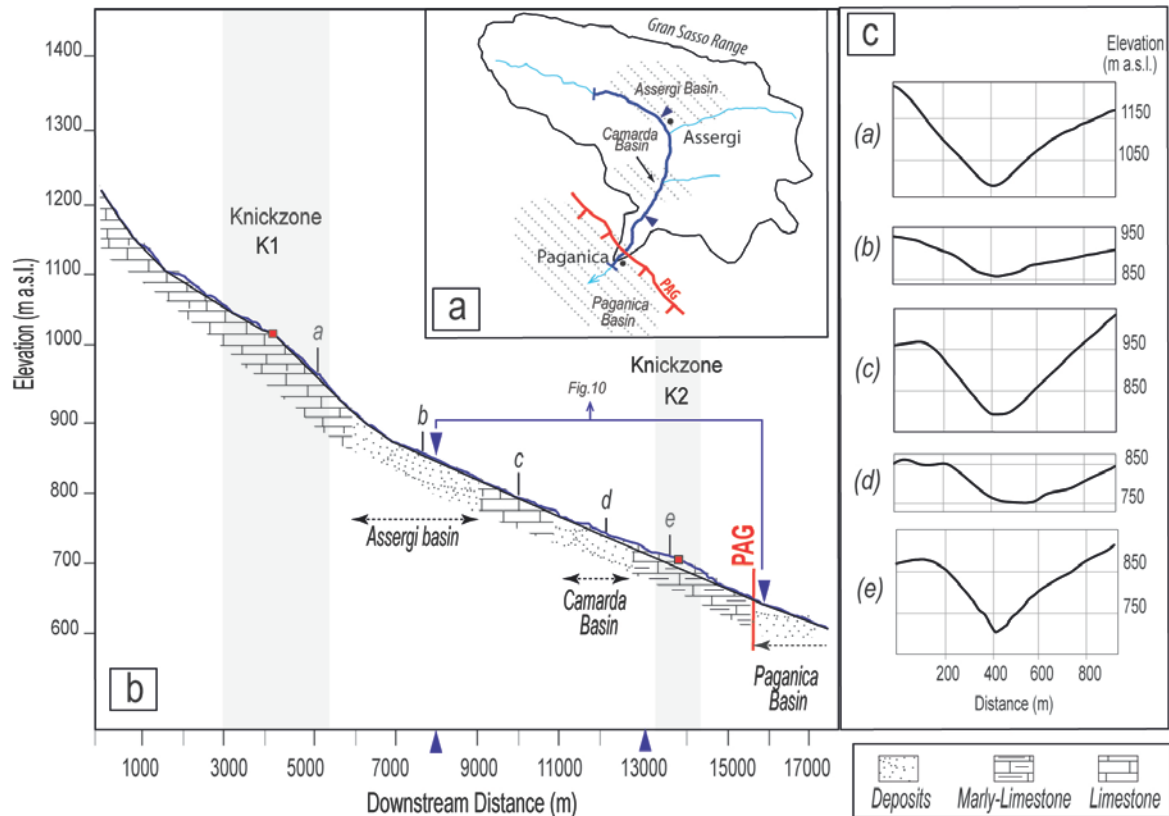 1400
1300
1200
1100
1000
900
800
700
600
Elevation (m a.s.l.)
Knickzone
K1
a
b
c
d
e
Fig.10
Knickzone
K2
PAG
Assergi basin
Camarda
Basin
Paganica
Basin
b
1000
3000
5000
7000
9000
11000
13000
15000
17000
Downstream Distance (m)
Gran Sasso Range
Assergi Basin
Assergi
Camarda
Basin
Paganica
PAG
Paganica
Basin
a
c
Elevation
(m a.s.l.)
(a)
1150
1050
(b)
950
850
(c)
950
850
(d)
850
750
(e)
850
750
0
200
400
600
800
Distance (m)
Deposits
Marly-Limestone
Limestone